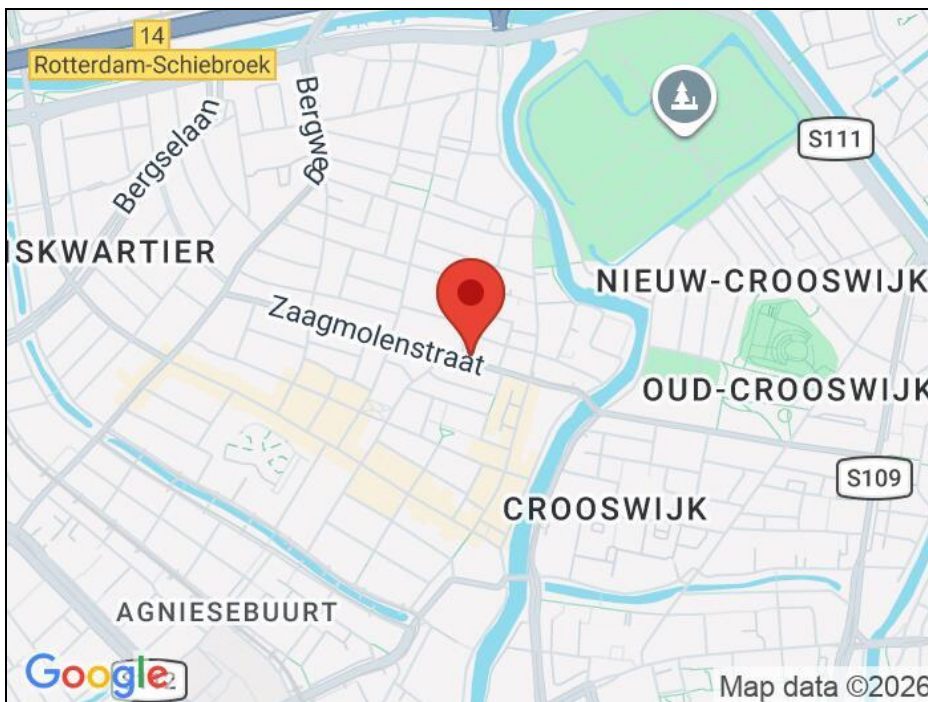 14
Rotterdam-Schiebroek
Bergweg
Bergselaan
S111
ISKWARTIER
NIEUW-CROOSWIJK
Zaagmolenstraat
OUD-CROOSWIJK
S109
CROOSWIJK
AGNIESEBUURT
Google
Map data ©2026